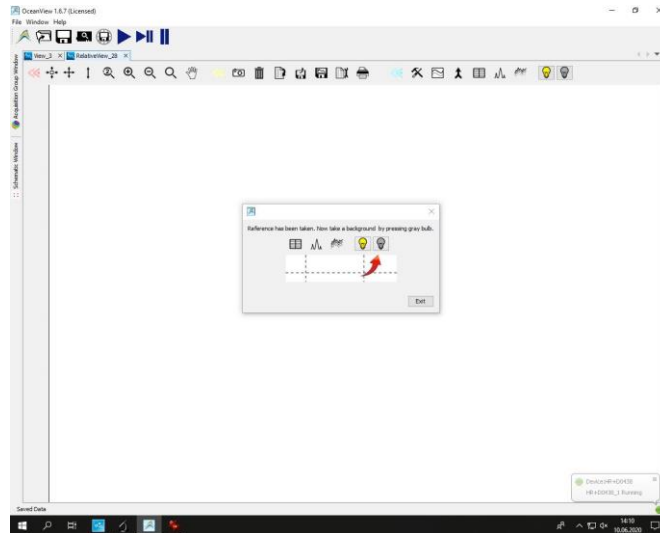 OceanView 1.6.7 (Licensed)
File Window Help
View_3 RelativeView_28
Acquisition Group Window
Schematic Window
Reference has been taken. Now take a background by pressing gray bulb.
Exit
Device:HR+D0438
HR+D0438_1 Running
Saved Data
14:10
10.06.2020